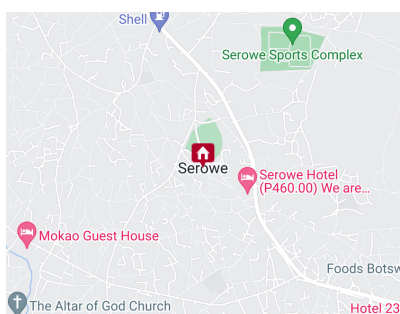 Shell
Serowe Sports Complex
Serowe
Serowe Hotel
(P460.00) We are...
Mokao Guest House
Foods Botsw
The Altar of God Church
Hotel 23